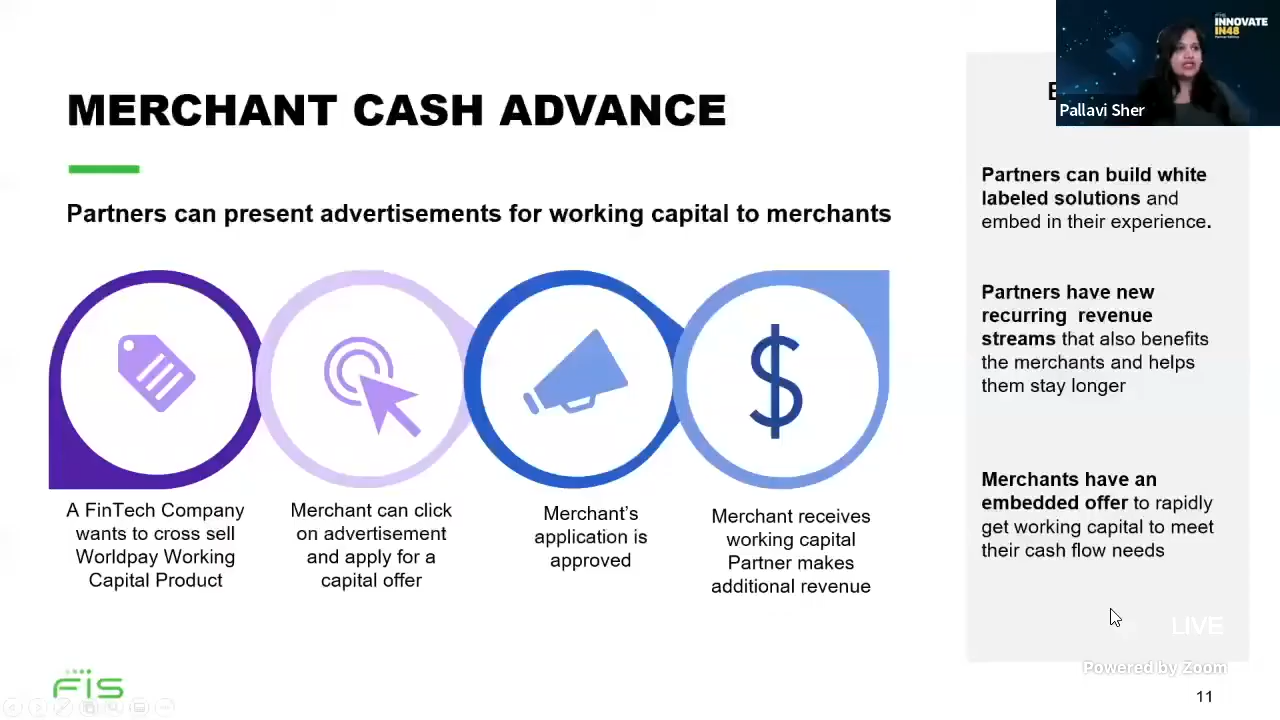 INNOVATE
IN48
Pallavi Sher
MERCHANT CASH ADVANCE
Partners can present advertisements for working capital to merchants
A FinTech Company
wants to cross sell
Worldpay Working
Capital Product
Merchant can click
on advertisement
and apply for a
capital offer
Merchant’s
application is
approved
Merchant receives
working capital
Partner makes
additional revenue
Partners can build white
labeled solutions and
embed in their experience.
Partners have new
recurring revenue
streams that also benefits
the merchants and helps
them stay longer
Merchants have an
embedded offer to rapidly
get working capital to meet
their cash flow needs
LIVE
Powered by Zoom
FIS
11